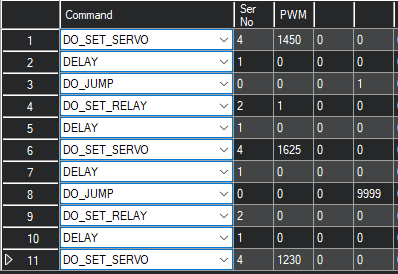 Command Ser No PWM
1 DO_SET_SERVO 4 1450 0 0
2 DELAY 1 0 0 0
3 DO_JUMP 0 0 0 1
4 DO_SET_RELAY 2 1 0 0
5 DELAY 1 0 0 0
6 DO_SET_SERVO 4 1625 0 0
7 DELAY 1 0 0 0
8 DO_JUMP 0 0 0 9999
9 DO_SET_RELAY 2 0 0 0
10 DELAY 1 0 0 0
11 DO_SET_SERVO 4 1230 0 0